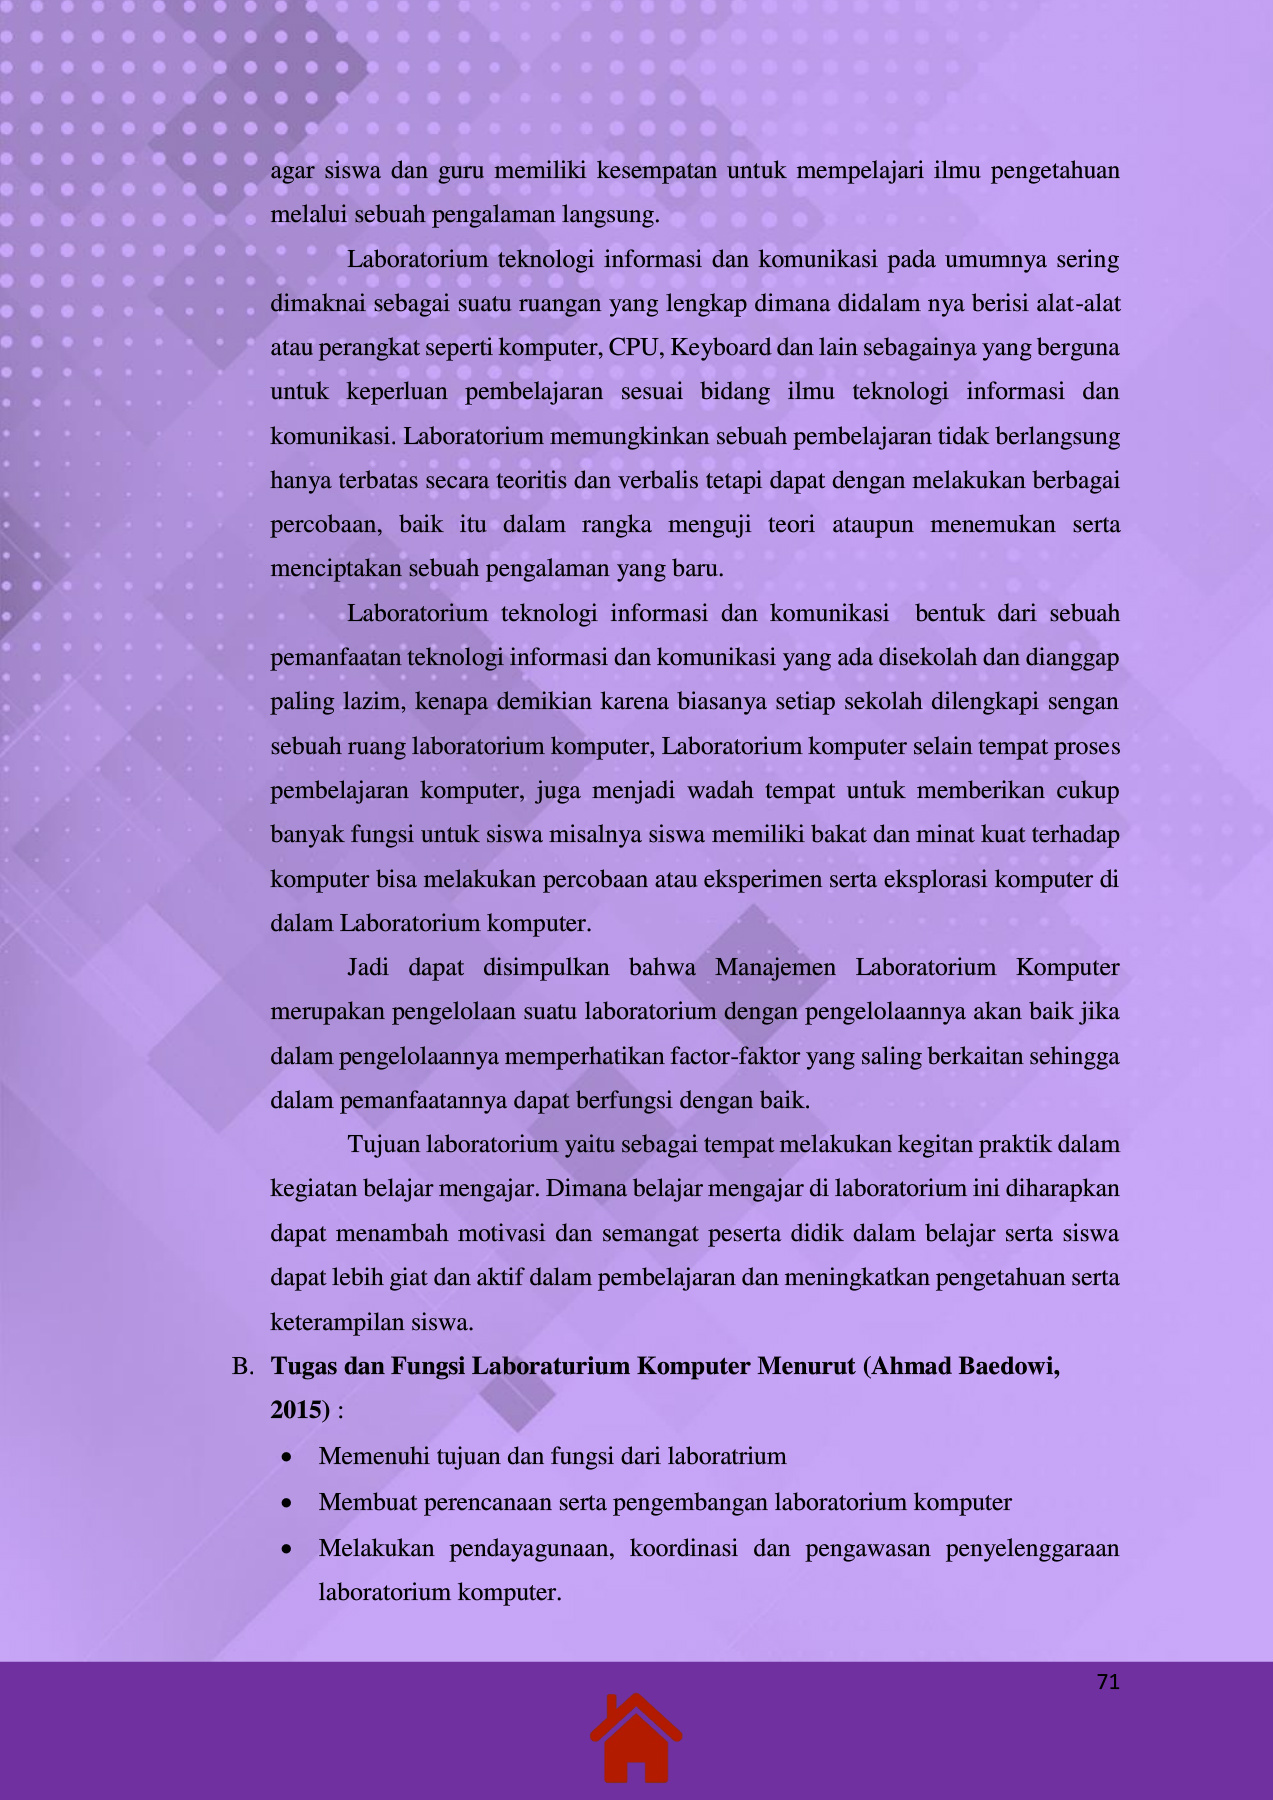 agar siswa dan guru memiliki kesempatan untuk mempelajari ilmu pengetahuan
melalui sebuah pengalaman langsung.
Laboratorium teknologi informasi dan komunikasi pada umumnya sering
dimaknai sebagai suatu ruangan yang lengkap dimana didalam nya berisi alat-alat
atau perangkat seperti komputer, CPU, Keyboard dan lain sebagainya yang berguna
untuk keperluan pembelajaran sesuai bidang ilmu teknologi informasi dan
komunikasi. Laboratorium memungkinkan sebuah pembelajaran tidak berlangsung
hanya terbatas secara teoritis dan verbalis tetapi dapat dengan melakukan berbagai
percobaan, baik itu dalam rangka menguji teori ataupun menemukan serta
menciptakan sebuah pengalaman yang baru.
Laboratorium teknologi informasi dan komunikasi bentuk dari sebuah
pemanfaatan teknologi informasi dan komunikasi yang ada disekolah dan dianggap
paling lazim, kenapa demikian karena biasanya setiap sekolah dilengkapi sengan
sebuah ruang laboratorium komputer, Laboratorium komputer selain tempat proses
pembelajaran komputer, juga menjadi wadah tempat untuk memberikan cukup
banyak fungsi untuk siswa misalnya siswa memiliki bakat dan minat kuat terhadap
komputer bisa melakukan percobaan atau eksperimen serta eksplorasi komputer di
dalam Laboratorium komputer.
Jadi dapat disimpulkan bahwa Manajemen Laboratorium Komputer
merupakan pengelolaan suatu laboratorium dengan pengelolaannya akan baik jika
dalam pengelolaannya memperhatikan factor-faktor yang saling berkaitan sehingga
dalam pemanfaatannya dapat berfungsi dengan baik.
Tujuan laboratorium yaitu sebagai tempat melakukan kegitan praktik dalam
kegiatan belajar mengajar. Dimana belajar mengajar di laboratorium ini diharapkan
dapat menambah motivasi dan semangat peserta didik dalam belajar serta siswa
dapat lebih giat dan aktif dalam pembelajaran dan meningkatkan pengetahuan serta
keterampilan siswa.
B. Tugas dan Fungsi Laboraturium Komputer Menurut (Ahmad Baedowi,
2015) :
• Memenuhi tujuan dan fungsi dari laboratrium
• Membuat perencanaan serta pengembangan laboratorium komputer
• Melakukan pendayagunaan, koordinasi dan pengawasan penyelenggaraan
laboratorium komputer.
71